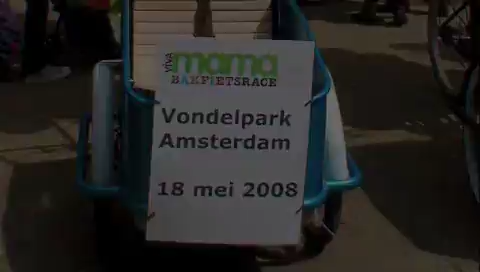 VIVA
mama
BAKFIETSRACE
Vondelpark
Amsterdam
18 mei 2008